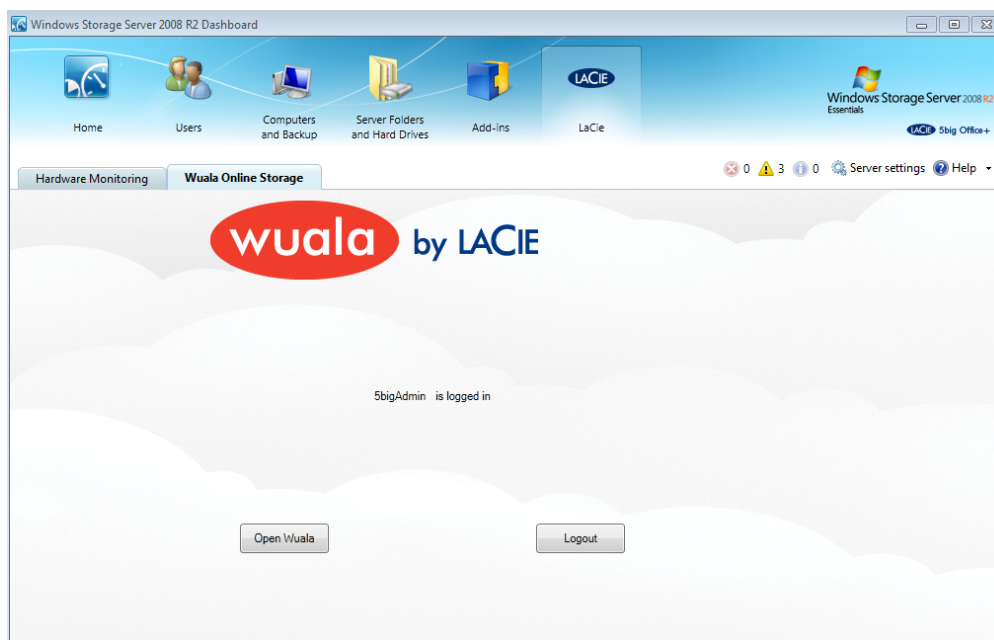 Windows Storage Server 2008 R2 Dashboard
Home
Users
Computers
and Backup
Server Folders
and Hard Drives
Add-Ins
LACIE
LaCie
Windows Storage Server 2008 R2
Essentials
LACIE 5big Office+
Hardware Monitoring
Wuala Online Storage
0 3 0 Server settings Help
wuala by LACIE
5bigAdmin is logged in
Open Wuala
Logout